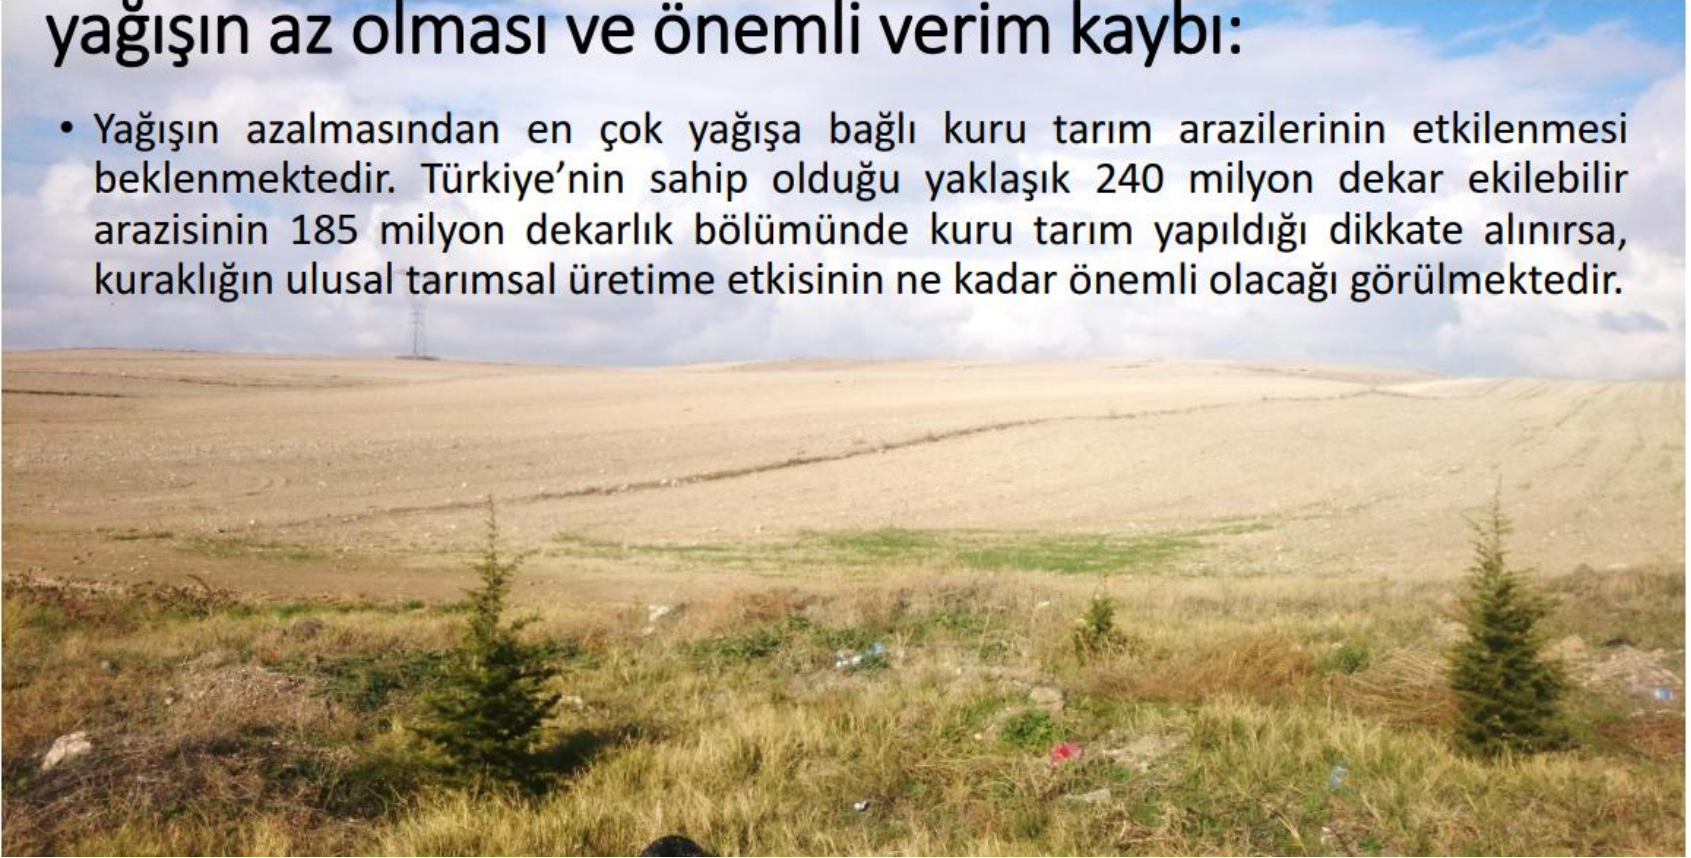 yağışın az olması ve önemli verim kaybı:
• Yağışın azalmasından en çok yağışa bağlı kuru tarım arazilerinin etkilenmesi
beklenmektedir. Türkiye’nin sahip olduğu yaklaşık 240 milyon dekar ekilebilir
arazisinin 185 milyon dekarlık bölümünde kuru tarım yapıldığı dikkate alınırsa,
kuraklığın ulusal tarımsal üretime etkisinin ne kadar önemli olacağı görülmektedir.